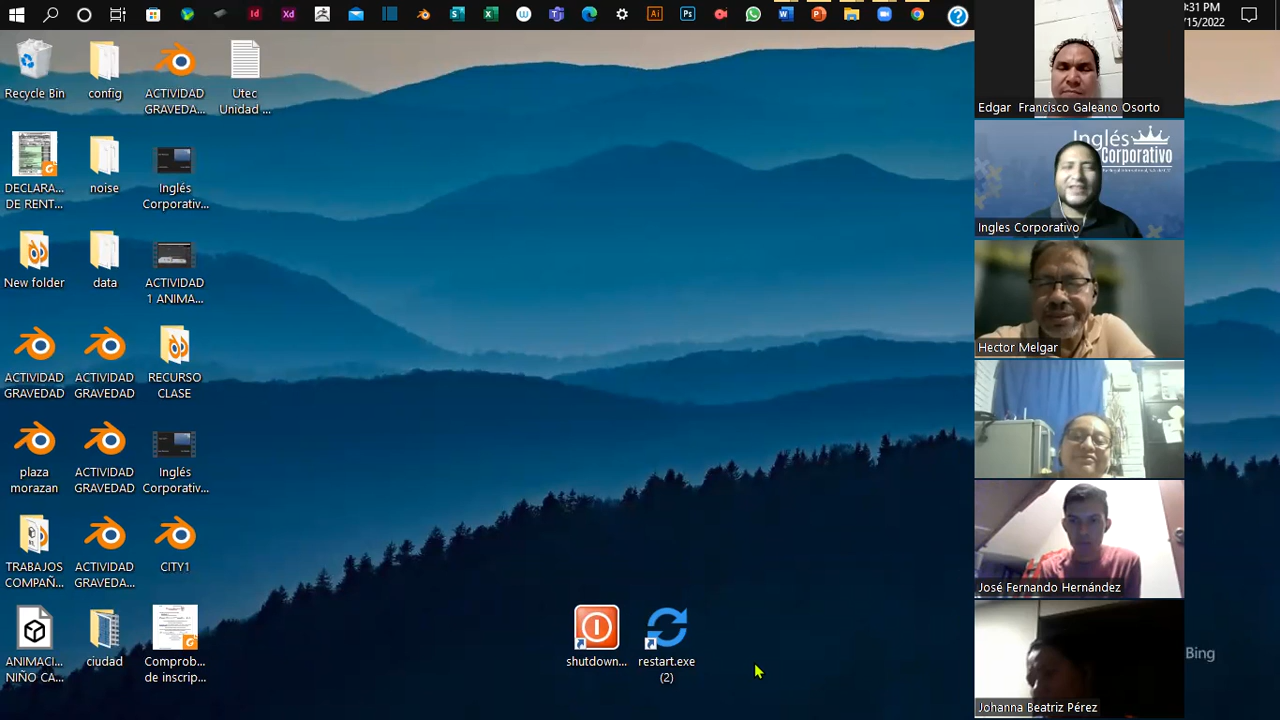 :31 PM
/15/2022
Recycle Bin
config
ACTIVIDAD
GRAVEDA...
Utec
Unidad ...
DECLARA...
DE RENT...
noise
Inglés
Corporativ...
New folder
data
ACTIVIDAD
1 ANIMA...
ACTIVIDAD
GRAVEDAD
ACTIVIDAD
GRAVEDAD
RECURSO
CLASE
plaza
morazan
ACTIVIDAD
GRAVEDAD
Inglés
Corporativ...
TRABAJOS
COMPAÑ...
ACTIVIDAD
GRAVEDA...
CITY1
ANIMACI...
NIÑO CA...
ciudad
Comprob...
de inscrip...
shutdown...
restart.exe
(2)
Edgar Francisco Galeano Osorto
Inglés
Corporativo
Ingles Corporativo
Hector Melgar
José Fernando Hernández
Johanna Beatriz Pérez
Bing